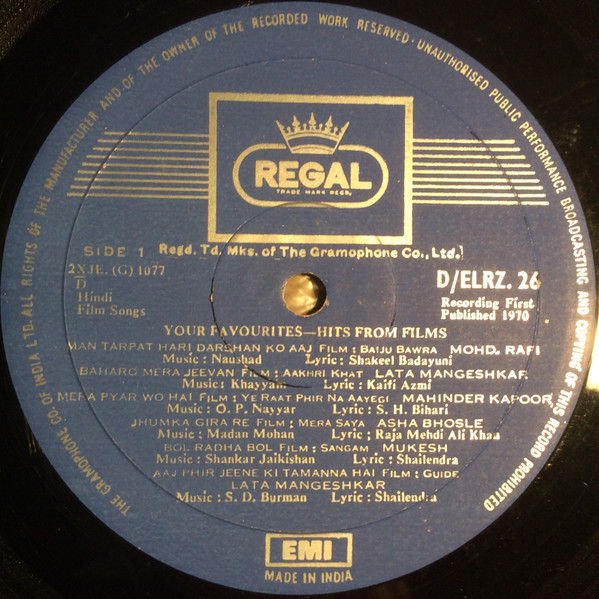 THE GRAMOPHONE CO. OF INDIA LTD. ALL RIGHTS OF THE MANUFACTURER AND OF THE OWNER OF THE RECORDED WORK RESERVED · UNAUTHORISED PUBLIC PERFORMANCE BROADCASTING AND COPYING OF THIS RECORD PROHIBITED
REGAL
TRADE MARK REGD.
SIDE 1 Regd. Td. Mks. of The Gramophone Co., Ltd.]
2XJE. (G) 1077 D/ELRZ. 26
D
Hindi Recording First
Film Songs Published 1970
YOUR FAVOURITES—HITS FROM FILMS
MAN TARPAT HARI DARSHAN KO AAJ FILM : BAIJU BAWRA MOHD. RAFI
Music : Naushad Lyric : Shakeel Badayuni
BAHARO MERA JEEVAN FILM : AAKHRI KHAT LATA MANGESHKAR
Music : Khayyam Lyric : Kaifi Azmi
MERA PYAR WO HAI FILM : YE RAAT PHIR NA AAYEGI MAHINDER KAPOOR
Music : O. P. Nayyar Lyric : S. H. Bihari
JHUMKA GIRA RE FILM : MERA SAYA ASHA BHOSLE
Music : Madan Mohan Lyric ; Raja Mehdi Ali Khan
BOL RADHA BOL FILM : SANGAM MUKESH
Music : Shankar Jaikishan Lyric : Shailendra
AAJ PHIR JEENE KI TAMANNA HAI FILM : GUIDE
LATA MANGESHKAR
Music : S. D. Burman Lyric : Shailendra
EMI
MADE IN INDIA